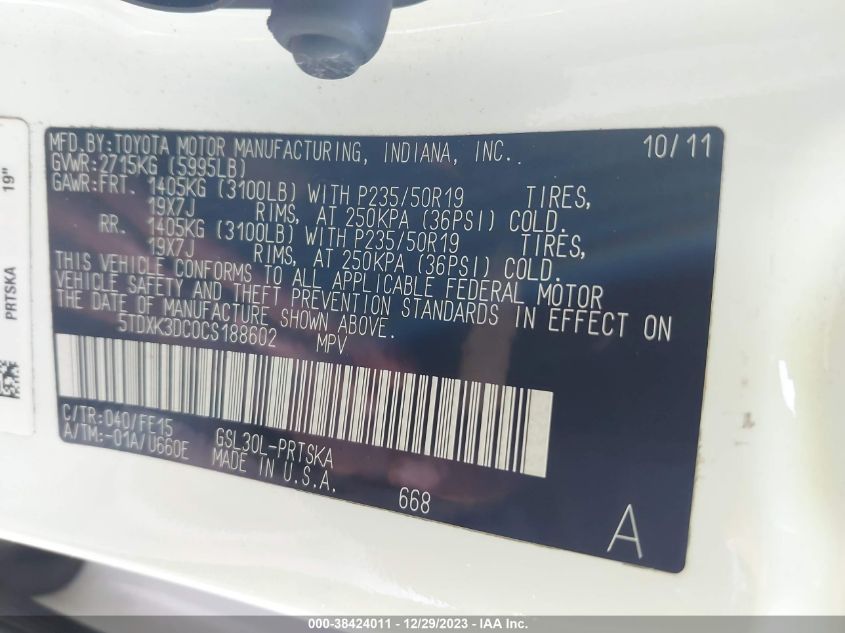 MFD.BY:TOYOTA MOTOR MANUFACTURING, INDIANA, INC.. 10/11
GVWR:2715KG (5995LB)
GAWR:FRT. 1405KG (3100LB) WITH P235/50R19 TIRES,
19X7J RIMS, AT 250KPA (36PSI) COLD.
RR. 1405KG (3100LB) WITH P235/50R19 TIRES,
19X7J RIMS, AT 250KPA (36PSI) COLD.
THIS VEHICLE CONFORMS TO ALL APPLICABLE FEDERAL MOTOR
VEHICLE SAFETY AND THEFT PREVENTION STANDARDS IN EFFECT ON
THE DATE OF MANUFACTURE SHOWN ABOVE.
5TDXK3DC0CS188602 MPV
C/TR:040/FE15 GSL30L-PRTSKA
A/TM:-01A/U660E MADE IN U.S.A.
668
A
19"
PRTSKA
000-38424011 - 12/29/2023 - IAA Inc.